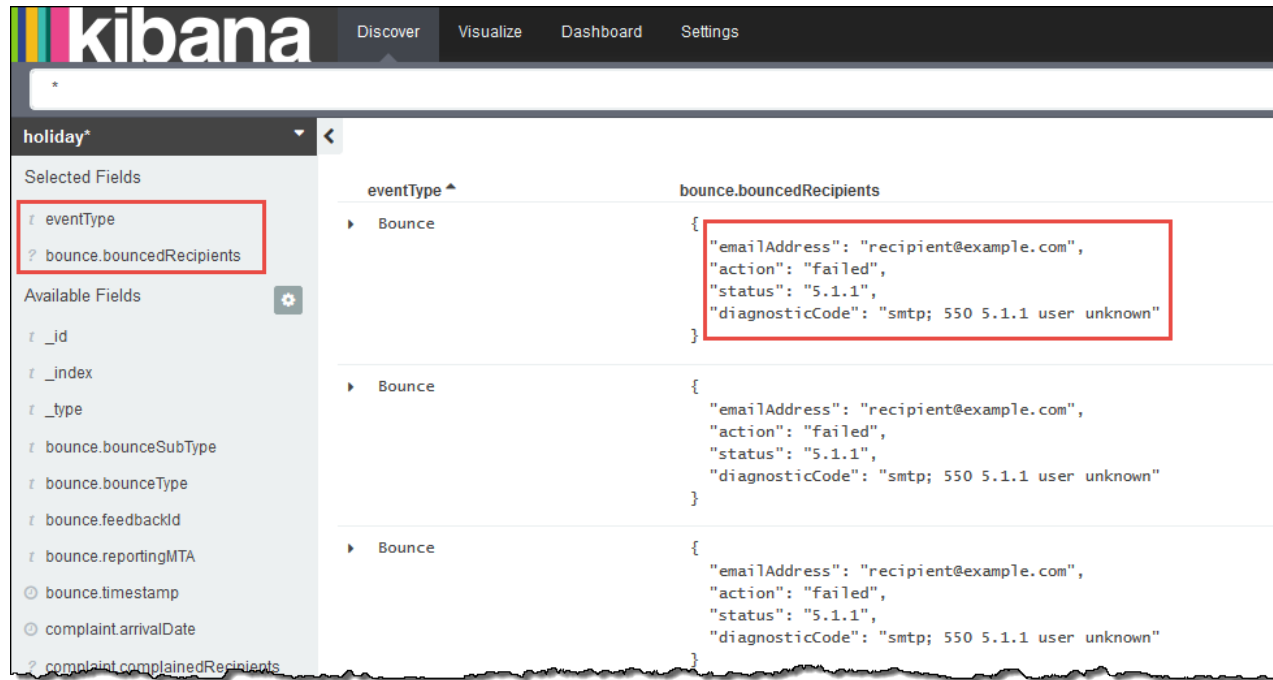 kibana
Discover Visualize Dashboard Settings
*
holiday*
Selected Fields
t eventType
? bounce.bouncedRecipients
Available Fields
t _id
t _index
t _type
t bounce.bounceSubType
t bounce.bounceType
t bounce.feedbackId
t bounce.reportingMTA
bounce.timestamp
complaint.arrivalDate
? complaint.complainedRecipients
eventType bounce.bouncedRecipients
Bounce {
"emailAddress": "recipient@example.com",
"action": "failed",
"status": "5.1.1",
"diagnosticCode": "smtp; 550 5.1.1 user unknown"
}
Bounce {
"emailAddress": "recipient@example.com",
"action": "failed",
"status": "5.1.1",
"diagnosticCode": "smtp; 550 5.1.1 user unknown"
}
Bounce {
"emailAddress": "recipient@example.com",
"action": "failed",
"status": "5.1.1",
"diagnosticCode": "smtp; 550 5.1.1 user unknown"
}